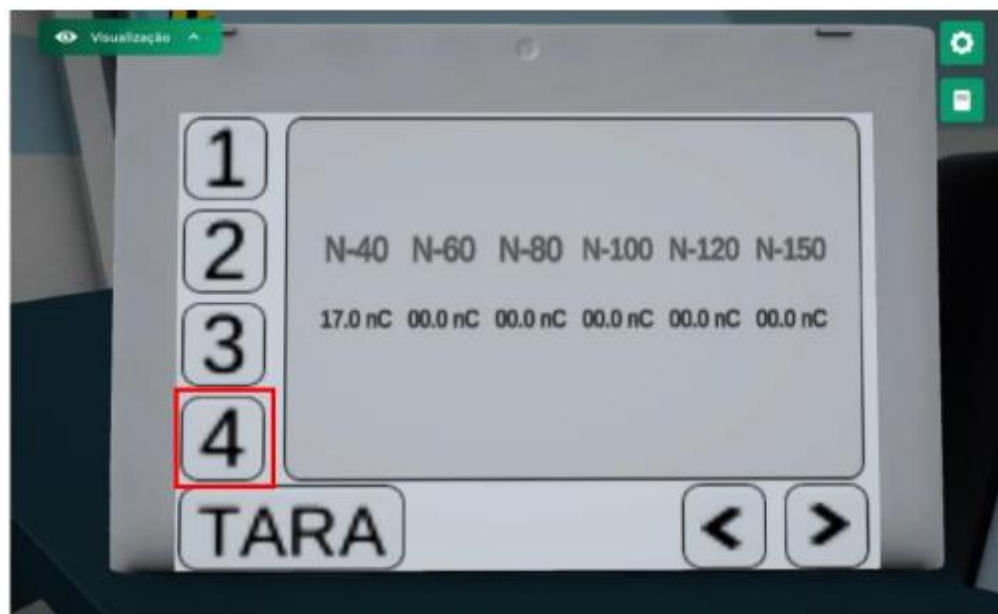 Visualização
1
2
3
4
N-40 N-60 N-80 N-100 N-120 N-150
17.0 nC 00.0 nC 00.0 nC 00.0 nC 00.0 nC 00.0 nC
TARA < >